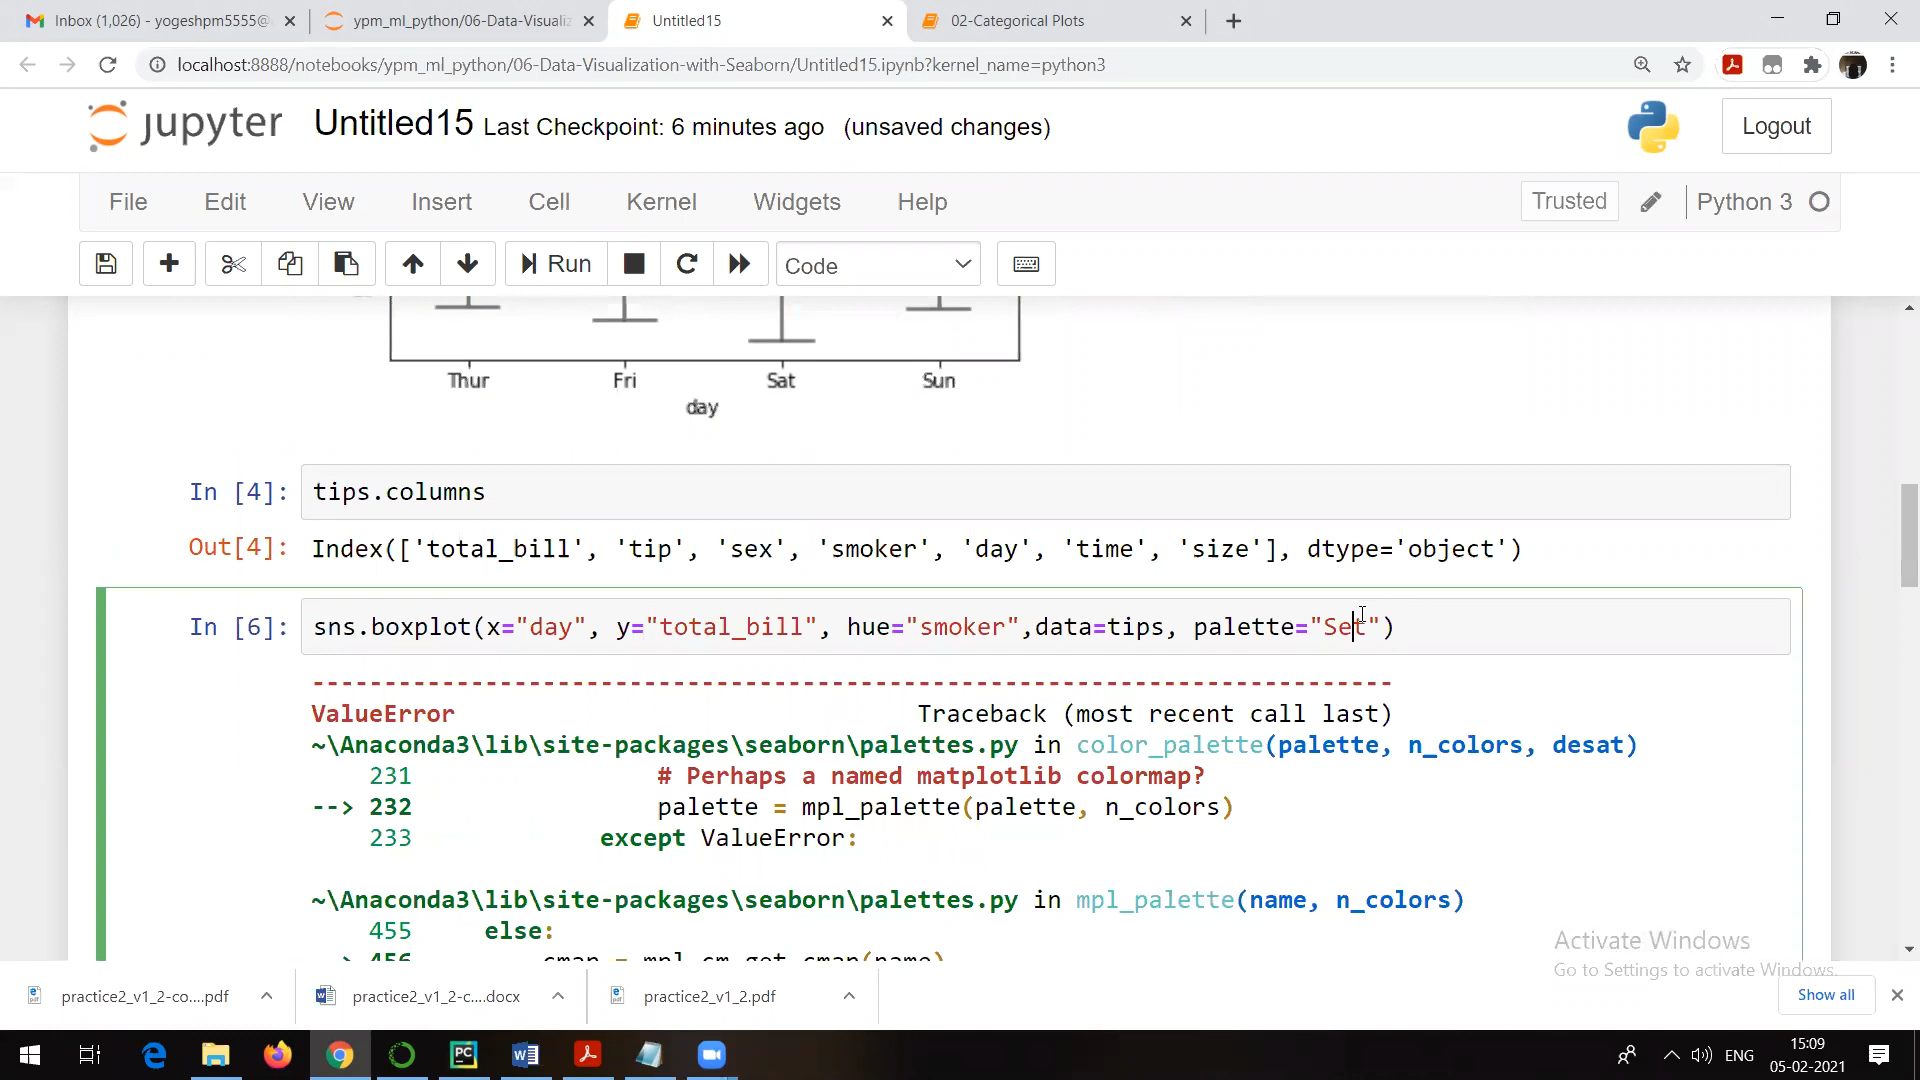 Inbox (1,026) - yogeshpm5555@
ypm_ml_python/06-Data-Visualiz
Untitled15
02-Categorical Plots
localhost:8888/notebooks/ypm_ml_python/06-Data-Visualization-with-Seaborn/Untitled15.ipynb?kernel_name=python3
jupyter Untitled15 Last Checkpoint: 6 minutes ago (unsaved changes)
Logout
File Edit View Insert Cell Kernel Widgets Help Trusted Python 3
Run Code
Thur Fri Sat Sun
day
In [4]: tips.columns
Out[4]: Index(['total_bill', 'tip', 'sex', 'smoker', 'day', 'time', 'size'], dtype='object')
In [6]: sns.boxplot(x="day", y="total_bill", hue="smoker",data=tips, palette="Set")
---------------------------------------------------------------------------
ValueError Traceback (most recent call last)
~\Anaconda3\lib\site-packages\seaborn\palettes.py in color_palette(palette, n_colors, desat)
231 # Perhaps a named matplotlib colormap?
--> 232 palette = mpl_palette(palette, n_colors)
233 except ValueError:
~\Anaconda3\lib\site-packages\seaborn\palettes.py in mpl_palette(name, n_colors)
455 else:
> 456 cmap = mpl.cm.get_cmap(name)
Activate Windows
Go to Settings to activate Windows.
practice2_v1_2-co....pdf
practice2_v1_2-c....docx
practice2_v1_2.pdf
Show all
ENG
15:09
05-02-2021